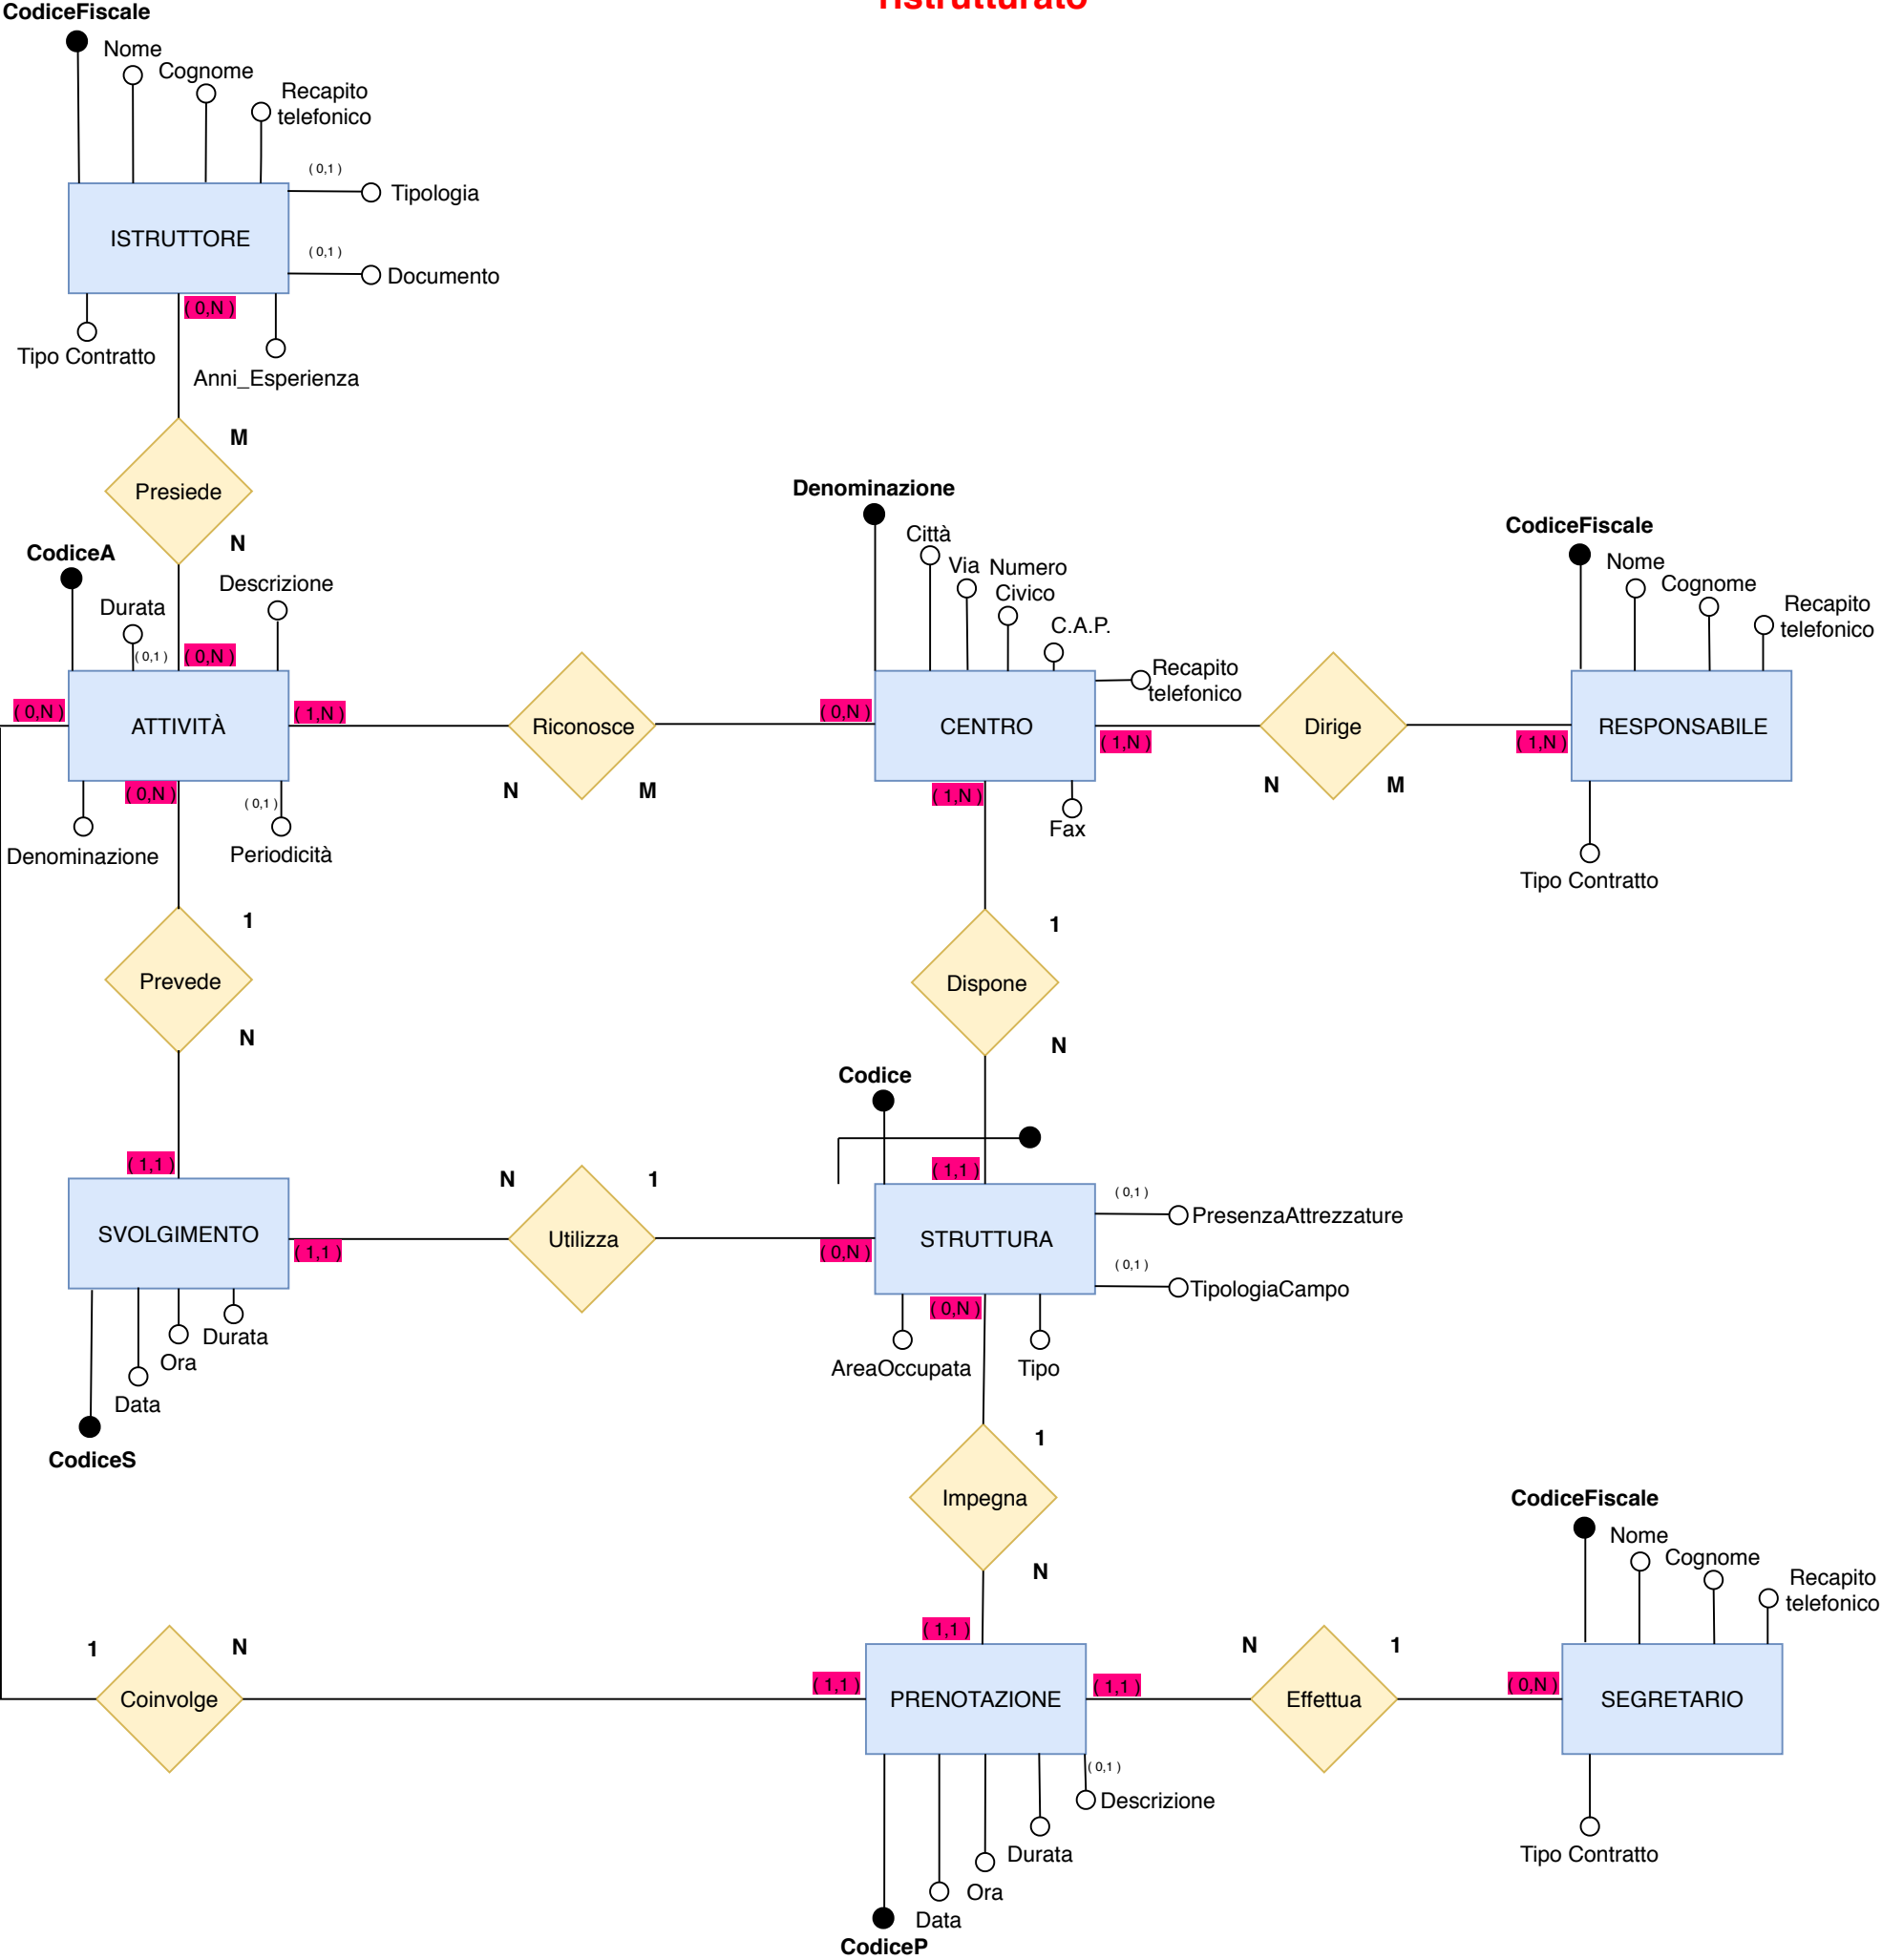 ristrutturato
CodiceFiscale
Nome
Cognome
Recapito
telefonico
( 0,1 )
Tipologia
ISTRUTTORE
( 0,1 )
Documento
( 0,N )
Tipo Contratto
Anni_Esperienza
M
Presiede
N
CodiceA
Durata
( 0,1 )
( 0,N )
Descrizione
( 0,N )
ATTIVITÀ
( 1,N )
( 0,N )
( 0,1 )
Denominazione
Periodicità
Riconosce
N
M
Denominazione
Città
Via
Numero
Civico
C.A.P.
Recapito
telefonico
( 0,N )
CENTRO
( 1,N )
( 1,N )
Fax
Dirige
N
M
CodiceFiscale
Nome
Cognome
Recapito
telefonico
( 1,N )
RESPONSABILE
Tipo Contratto
1
Prevede
N
1
Dispone
N
Codice
( 1,1 )
SVOLGIMENTO
( 1,1 )
Durata
Ora
Data
CodiceS
N
1
Utilizza
( 1,1 )
( 0,N )
STRUTTURA
( 0,1 )
PresenzaAttrezzature
( 0,1 )
TipologiaCampo
( 0,N )
AreaOccupata
Tipo
1
Impegna
N
1
N
Coinvolge
( 1,1 )
( 1,1 )
PRENOTAZIONE
( 1,1 )
( 0,1 )
Descrizione
Durata
Ora
Data
CodiceP
N
1
Effettua
CodiceFiscale
Nome
Cognome
Recapito
telefonico
( 0,N )
SEGRETARIO
Tipo Contratto